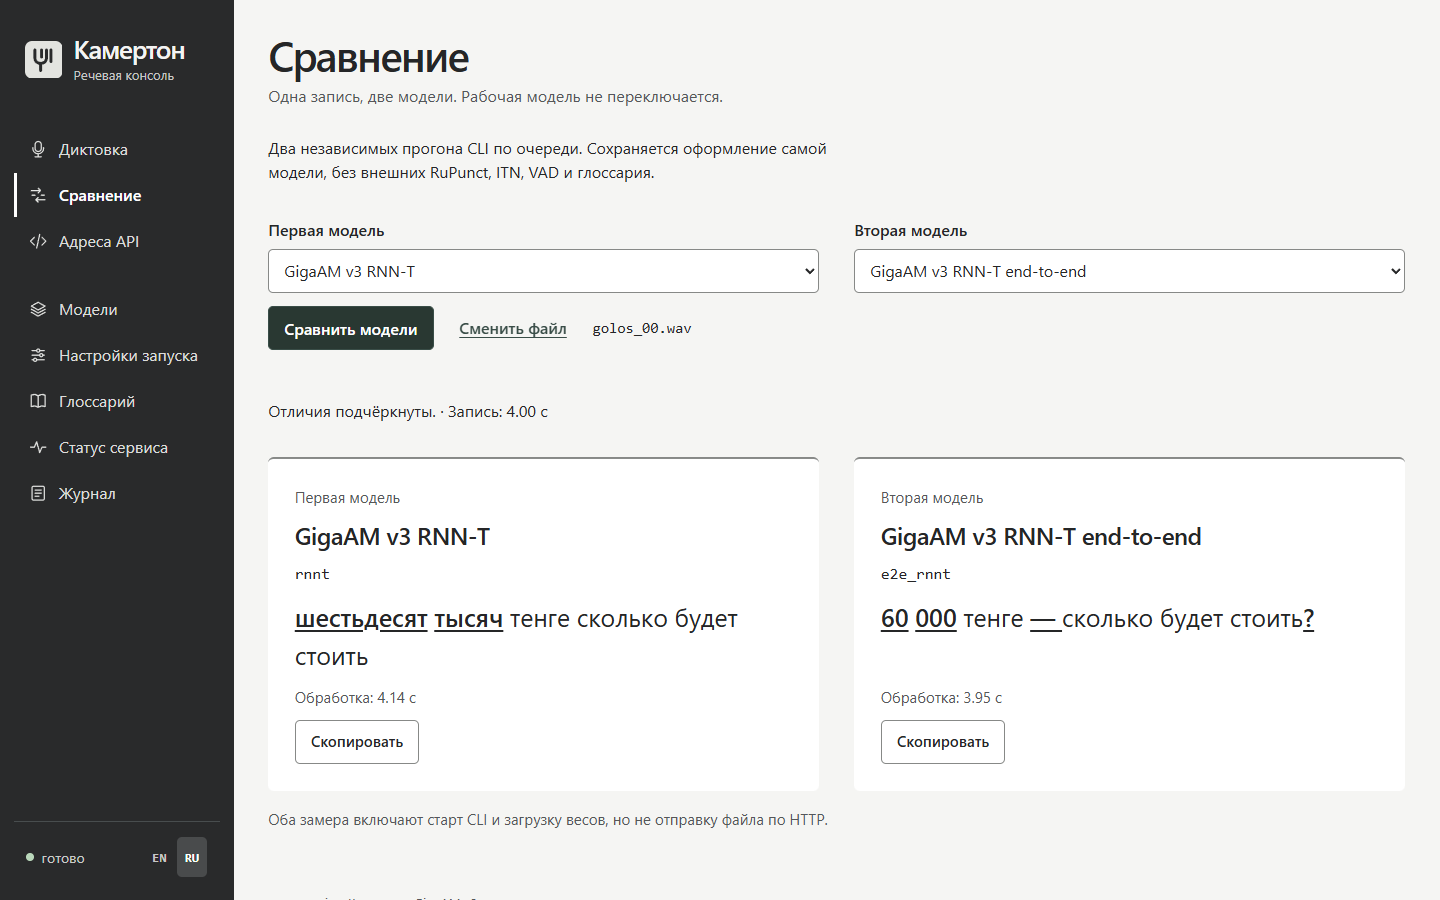 Камертон
Речевая консоль
Диктовка
Сравнение
Адреса API
Модели
Настройки запуска
Глоссарий
Статус сервиса
Журнал
готово
EN
RU
Сравнение
Одна запись, две модели. Рабочая модель не переключается.
Два независимых прогона CLI по очереди. Сохраняется оформление самой
модели, без внешних RuPunct, ITN, VAD и глоссария.
Первая модель
GigaAM v3 RNN-T
Вторая модель
GigaAM v3 RNN-T end-to-end
Сравнить модели
Сменить файл
golos_00.wav
Отличия подчёркнуты. · Запись: 4.00 с
Первая модель
GigaAM v3 RNN-T
rnnt
шестьдесят тысяч тенге сколько будет
стоить
Обработка: 4.14 с
Скопировать
Вторая модель
GigaAM v3 RNN-T end-to-end
e2e_rnnt
60 000 тенге — сколько будет стоить?
Обработка: 3.95 с
Скопировать
Оба замера включают старт CLI и загрузку весов, но не отправку файла по HTTP.